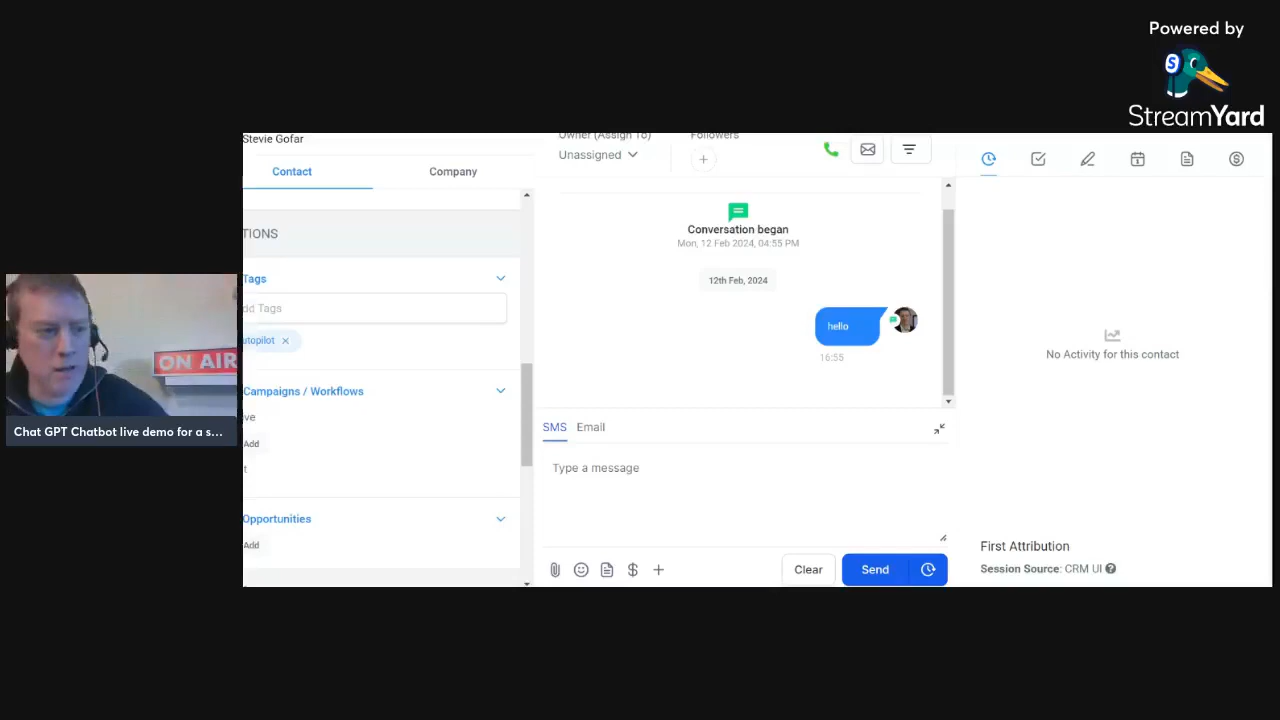 Powered by
StreamYard
Stevie Gofar
Contact
Company
TIONS
Tags
dd Tags
utopilot
Campaigns / Workflows
ve
Add
t
Opportunities
Add
Owner (Assign To)
Followers
Unassigned
Conversation began
Mon, 12 Feb 2024, 04:55 PM
12th Feb, 2024
hello
16:55
SMS
Email
Type a message
Clear
Send
No Activity for this contact
First Attribution
Session Source: CRM UI
ON AIR
Chat GPT Chatbot live demo for a s...